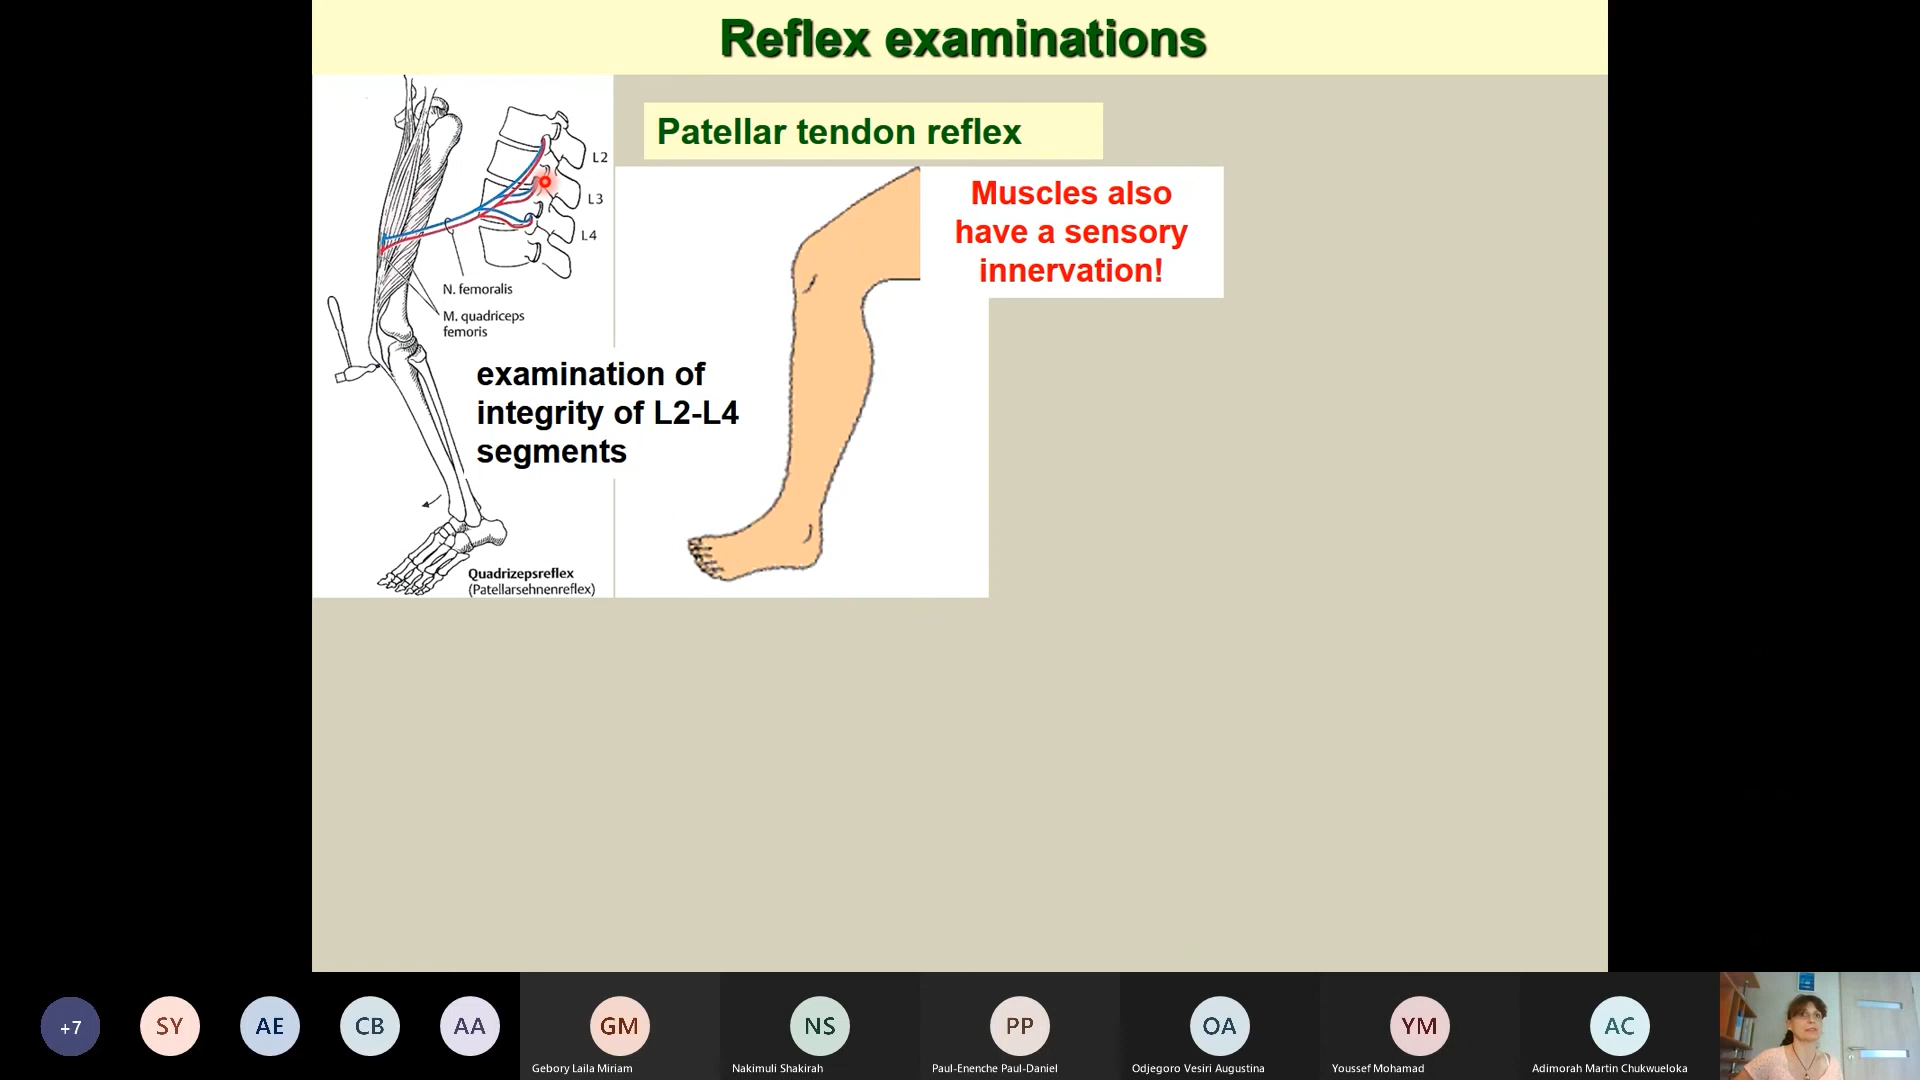 Reflex examinations
Patellar tendon reflex
L2
L3
L4
N. femoralis
M. quadriceps
femoris
Muscles also
have a sensory
innervation!
examination of
integrity of L2-L4
segments
Quadrizepsreflex
(Patellarsehnenreflex)
+7
SY
AE
CB
AA
GM
NS
PP
OA
YM
AC
Gebory Laila Miriam
Nakimuli Shakirah
Paul-Enenche Paul-Daniel
Odjegoro Vesiri Augustina
Youssef Mohamad
Adimorah Martin Chukwueloka